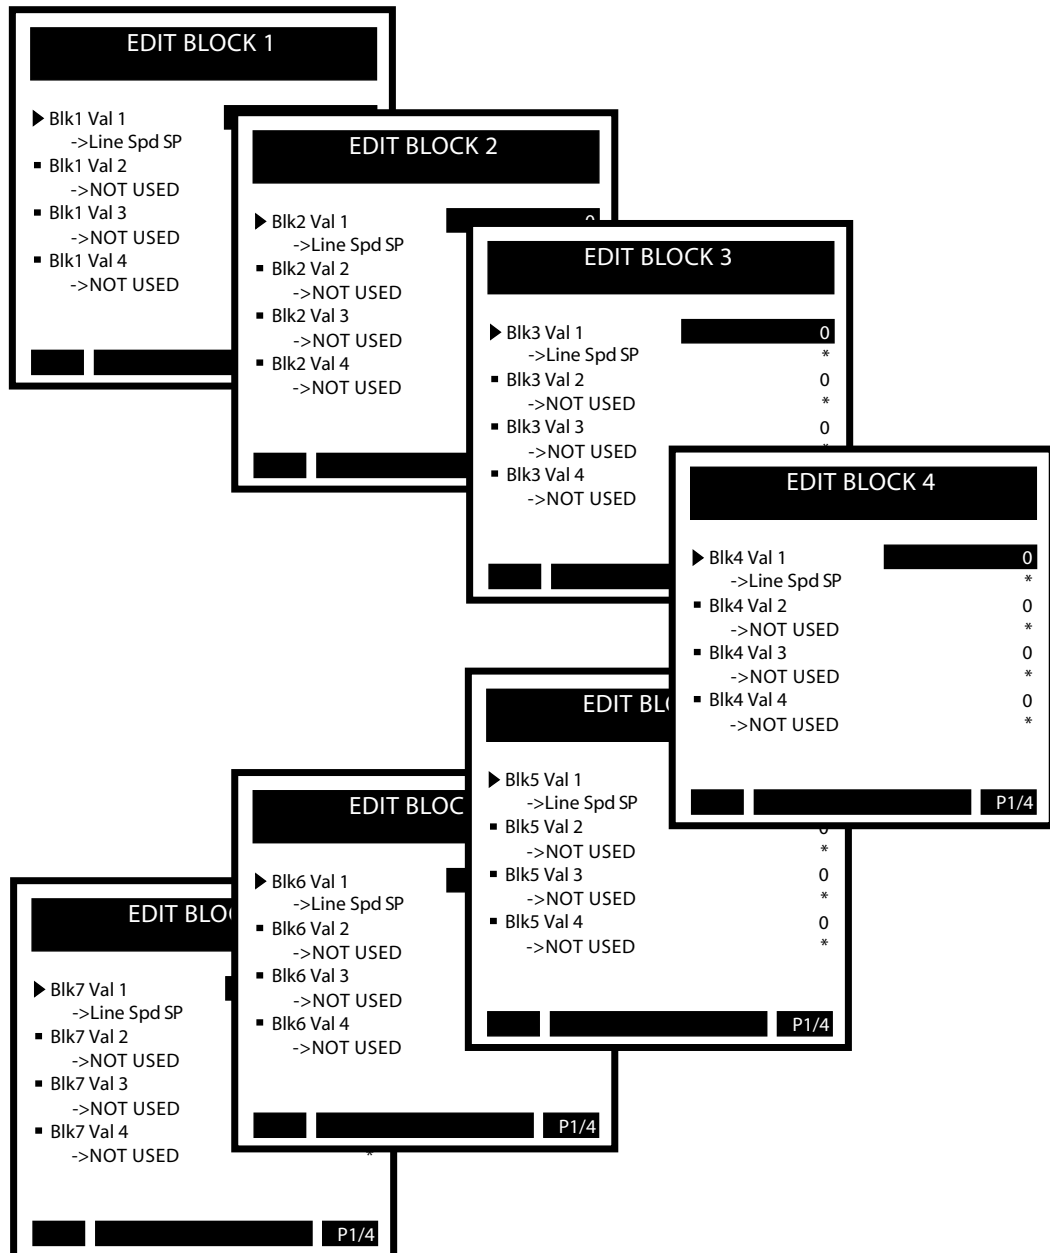 EDIT BLOCK 1
Blk1 Val 1
->Line Spd SP
Blk1 Val 2
->NOT USED
Blk1 Val 3
->NOT USED
Blk1 Val 4
->NOT USED
EDIT BLOCK 2
Blk2 Val 1
->Line Spd SP
Blk2 Val 2
->NOT USED
Blk2 Val 3
->NOT USED
Blk2 Val 4
->NOT USED
EDIT BLOCK 3
Blk3 Val 1 0
->Line Spd SP *
Blk3 Val 2 0
->NOT USED *
Blk3 Val 3 0
->NOT USED
Blk3 Val 4
->NOT USED
EDIT BLOCK 4
Blk4 Val 1 0
->Line Spd SP *
Blk4 Val 2 0
->NOT USED *
Blk4 Val 3 0
->NOT USED *
Blk4 Val 4 0
->NOT USED *
P1/4
EDIT
Blk5 Val 1
->Line Spd SP
Blk5 Val 2
->NOT USED *
Blk5 Val 3 0
->NOT USED *
Blk5 Val 4 0
->NOT USED *
P1/4
EDIT
Blk6 Val 1
->Line Spd SP
Blk6 Val 2
->NOT USED
Blk6 Val 3
->NOT USED
Blk6 Val 4
->NOT USED
P1/4
EDIT
Blk7 Val 1
->Line Spd SP
Blk7 Val 2
->NOT USED
Blk7 Val 3
->NOT USED
Blk7 Val 4
->NOT USED *
P1/4